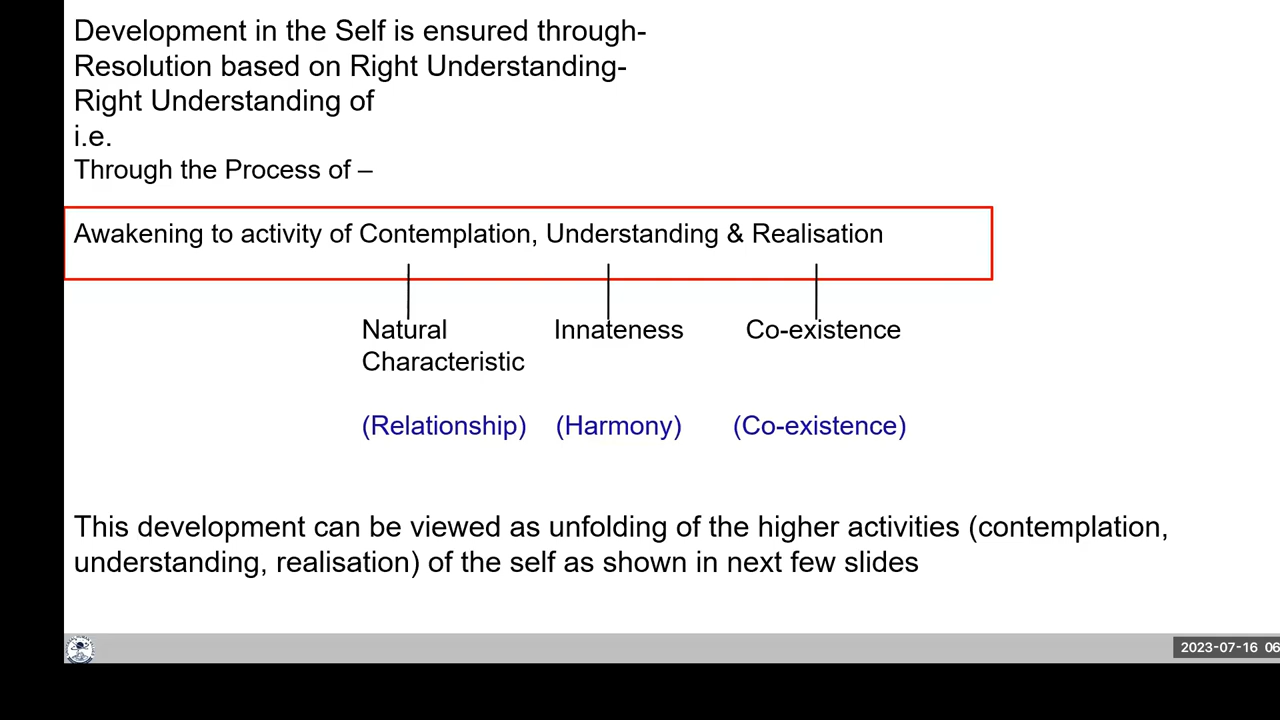 Development in the Self is ensured through-
Resolution based on Right Understanding-
Right Understanding of
i.e.
Through the Process of –
Awakening to activity of Contemplation, Understanding & Realisation
Natural Innateness Co-existence
Characteristic
(Relationship) (Harmony) (Co-existence)
This development can be viewed as unfolding of the higher activities (contemplation,
understanding, realisation) of the self as shown in next few slides
2023-07-16 06